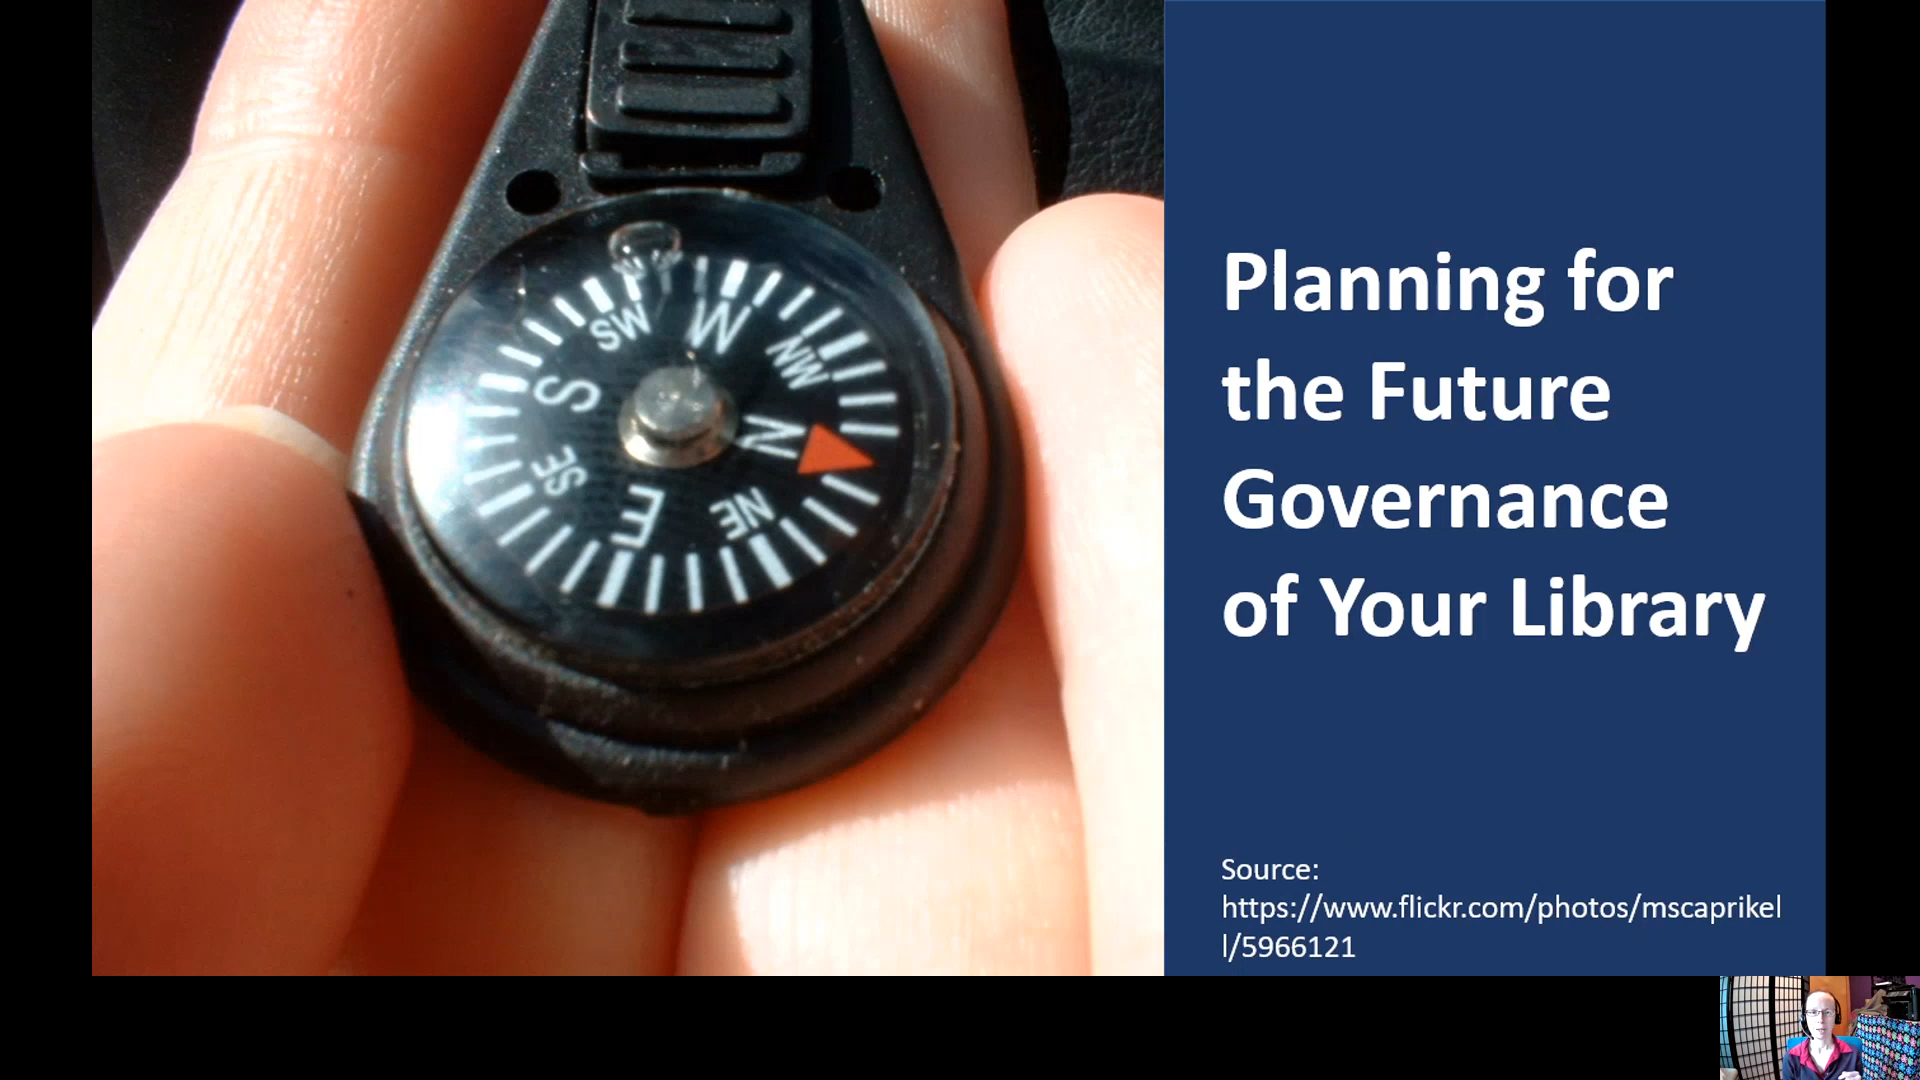 SW
W
NW
S
N
SE
E
NE
Planning for
the Future
Governance
of Your Library
Source:
https://www.flickr.com/photos/mscaprikel
l/5966121